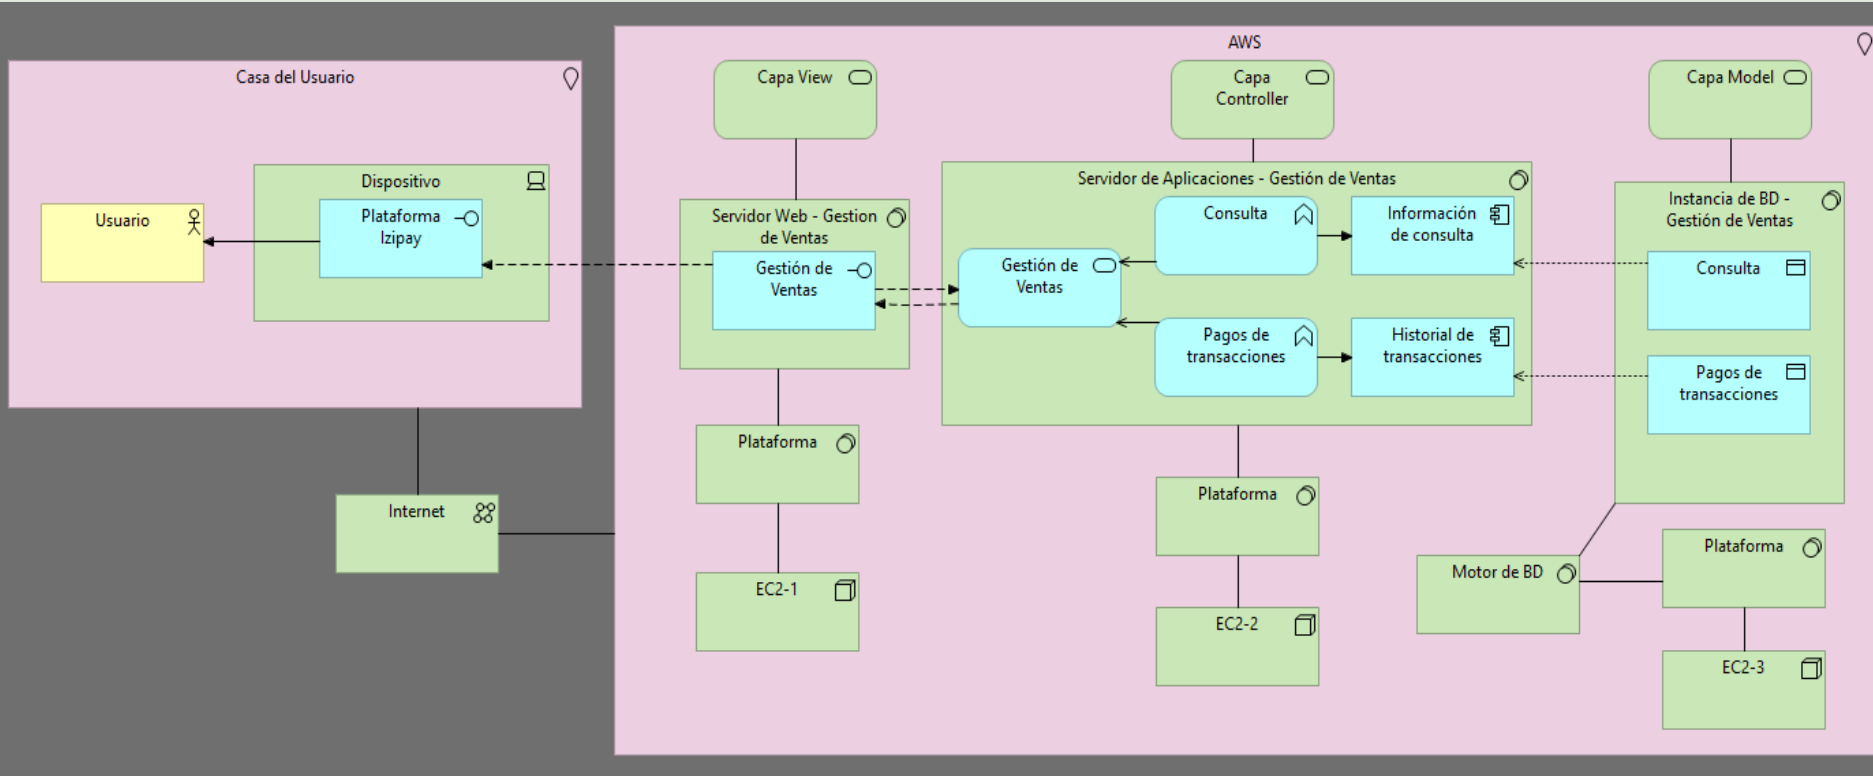 AWS
Casa del Usuario
Capa View
Capa
Controller
Capa Model
Dispositivo
Usuario
Plataforma
Izipay
Servidor Web - Gestion
de Ventas
Gestión de
Ventas
Servidor de Aplicaciones - Gestión de Ventas
Gestión de
Ventas
Consulta
Información
de consulta
Pagos de
transacciones
Historial de
transacciones
Instancia de BD -
Gestión de Ventas
Consulta
Pagos de
transacciones
Internet
Plataforma
EC2-1
Plataforma
EC2-2
Motor de BD
Plataforma
EC2-3